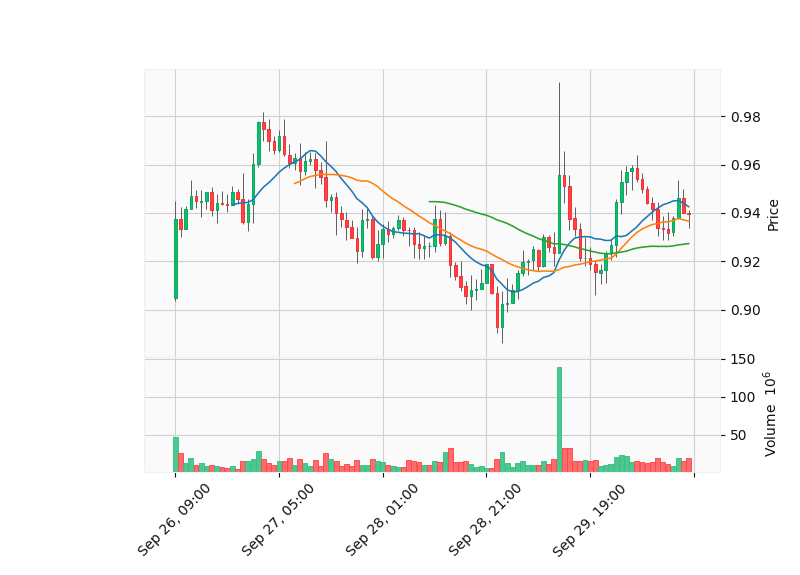 0.98
0.96
0.94
0.92
0.90
Price
150
100
50
Volume 10⁶
Sep 26, 09:00
Sep 27, 05:00
Sep 28, 01:00
Sep 28, 21:00
Sep 29, 19:00